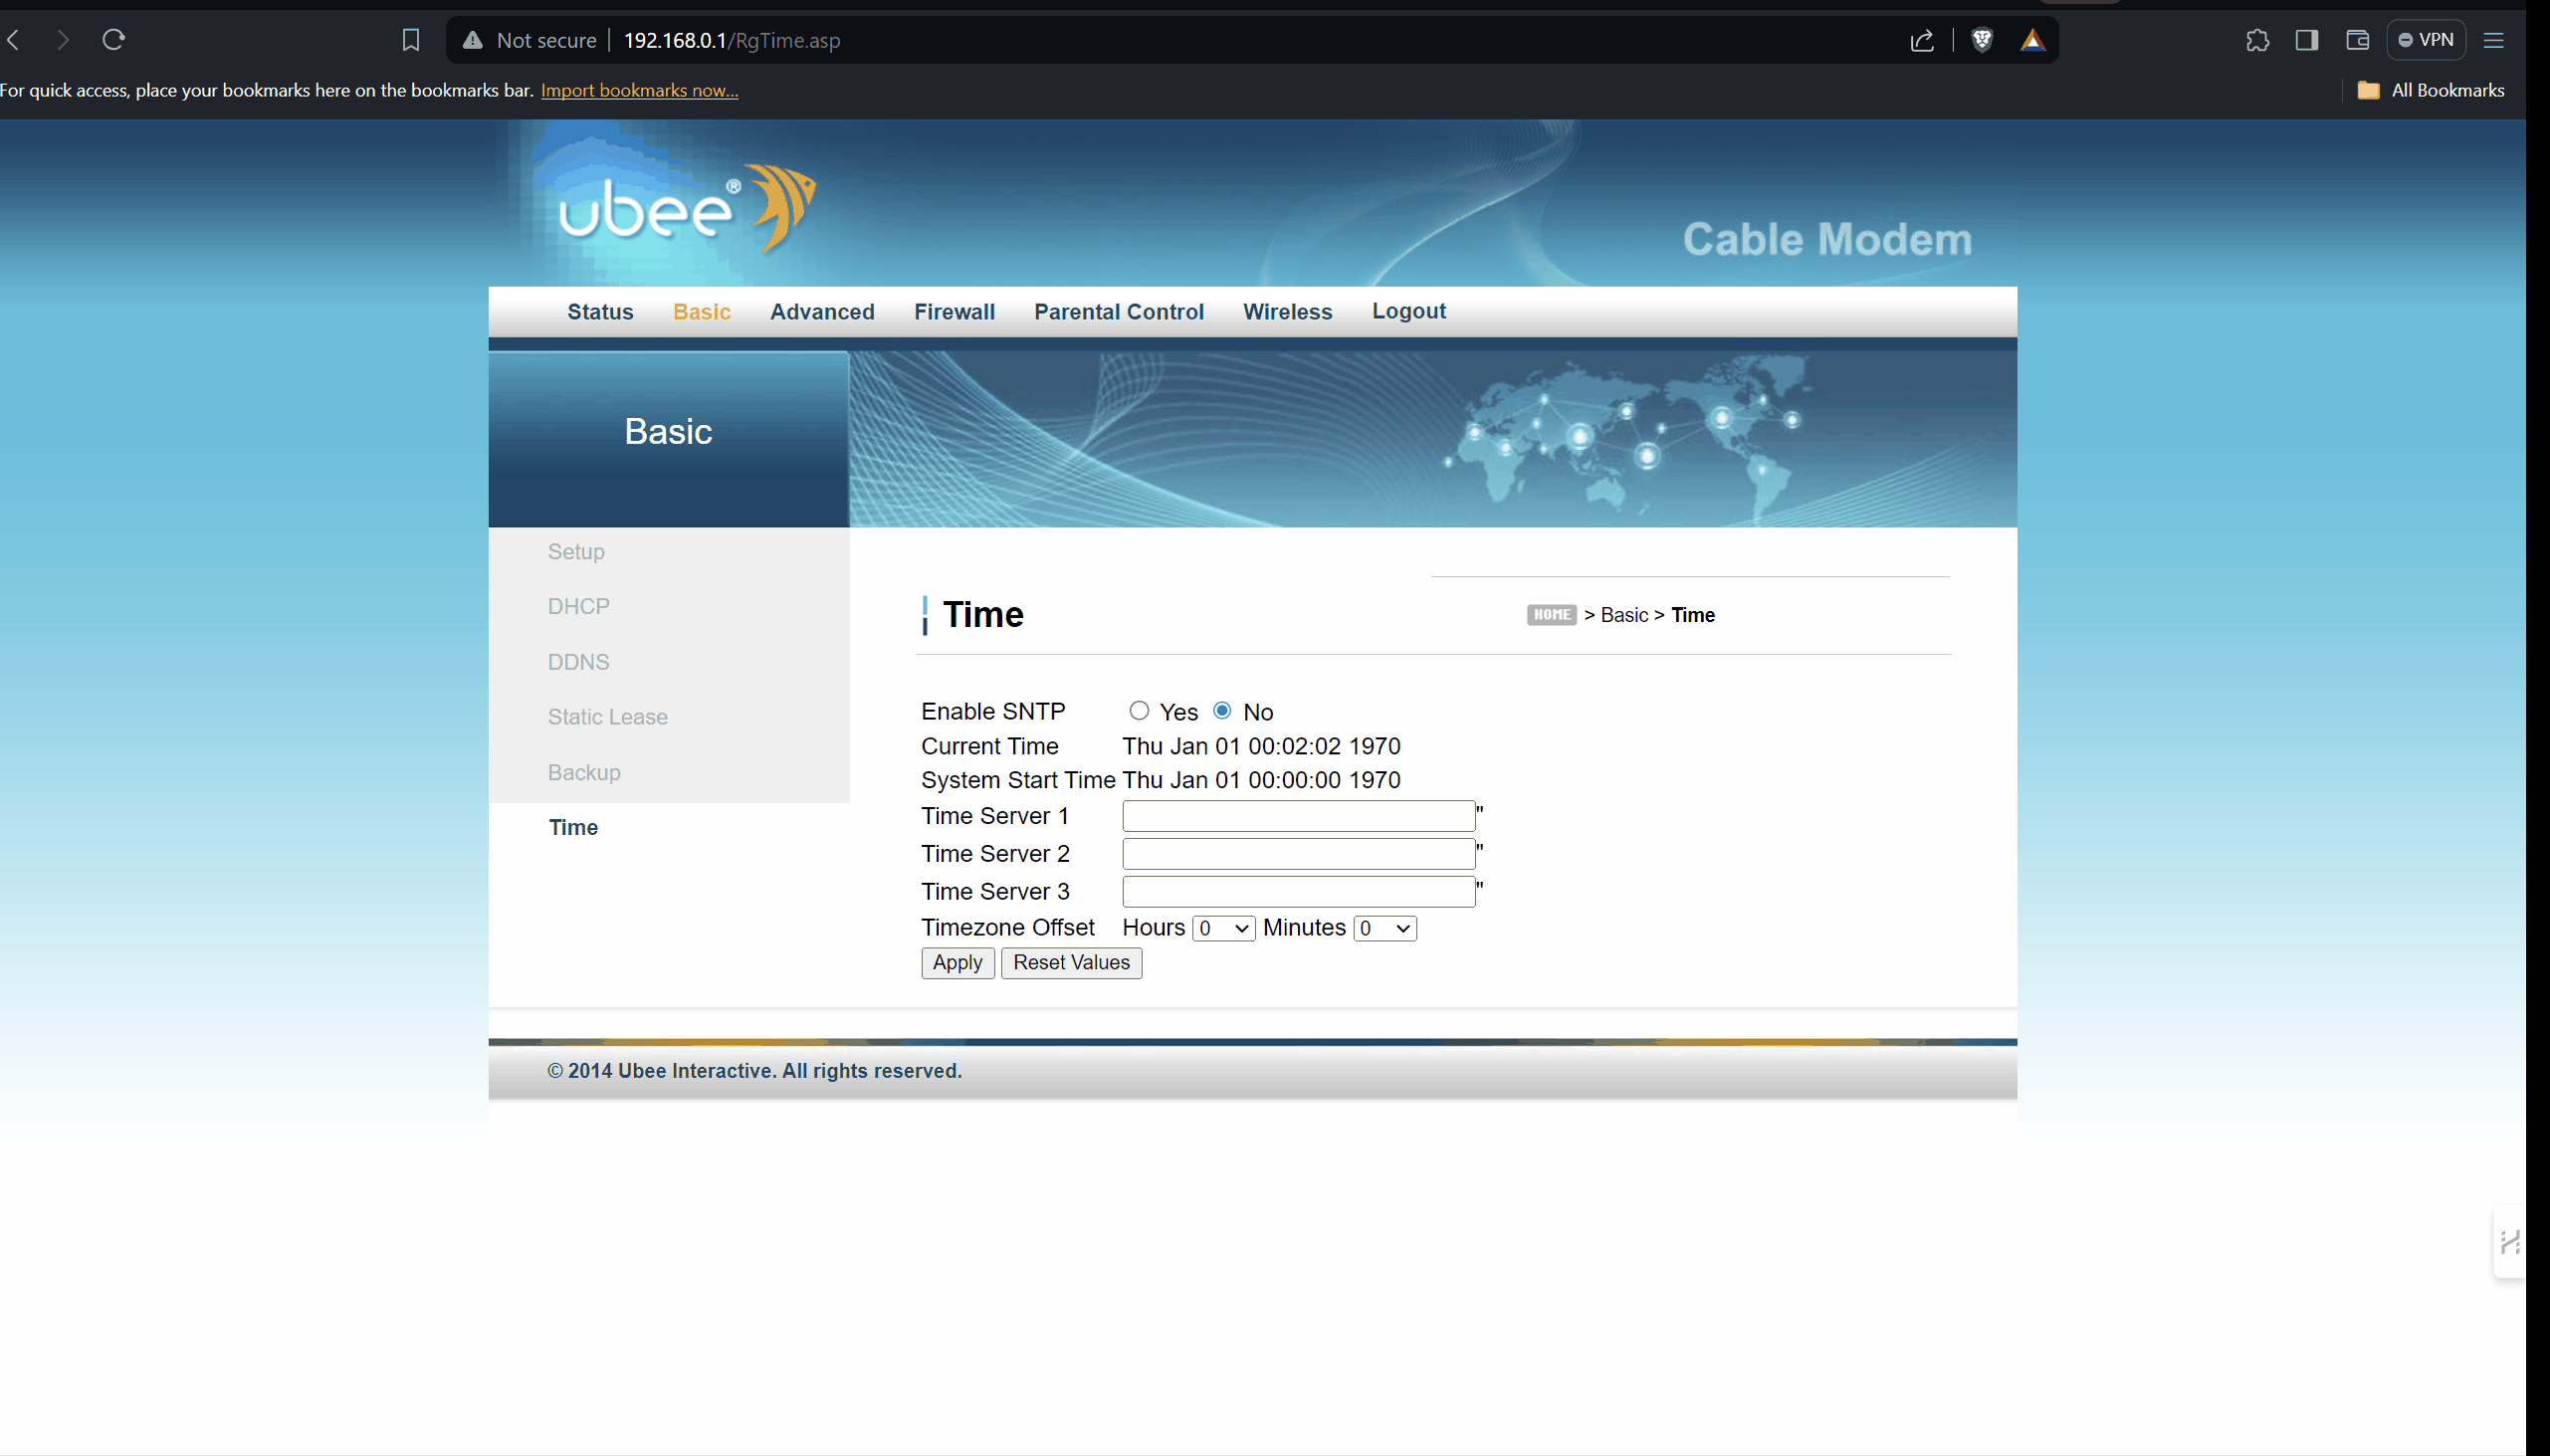 Not secure 192.168.0.1/RgTime.asp VPN
For quick access, place your bookmarks here on the bookmarks bar. Import bookmarks now... All Bookmarks
ubee®
Cable Modem
Status Basic Advanced Firewall Parental Control Wireless Logout
Basic
Setup
DHCP
DDNS
Static Lease
Backup
Time
Time
HOME > Basic > Time
Enable SNTP Yes No
Current Time Thu Jan 01 00:02:02 1970
System Start Time Thu Jan 01 00:00:00 1970
Time Server 1 "
Time Server 2 "
Time Server 3 "
Timezone Offset Hours 0 Minutes 0
Apply Reset Values
© 2014 Ubee Interactive. All rights reserved.